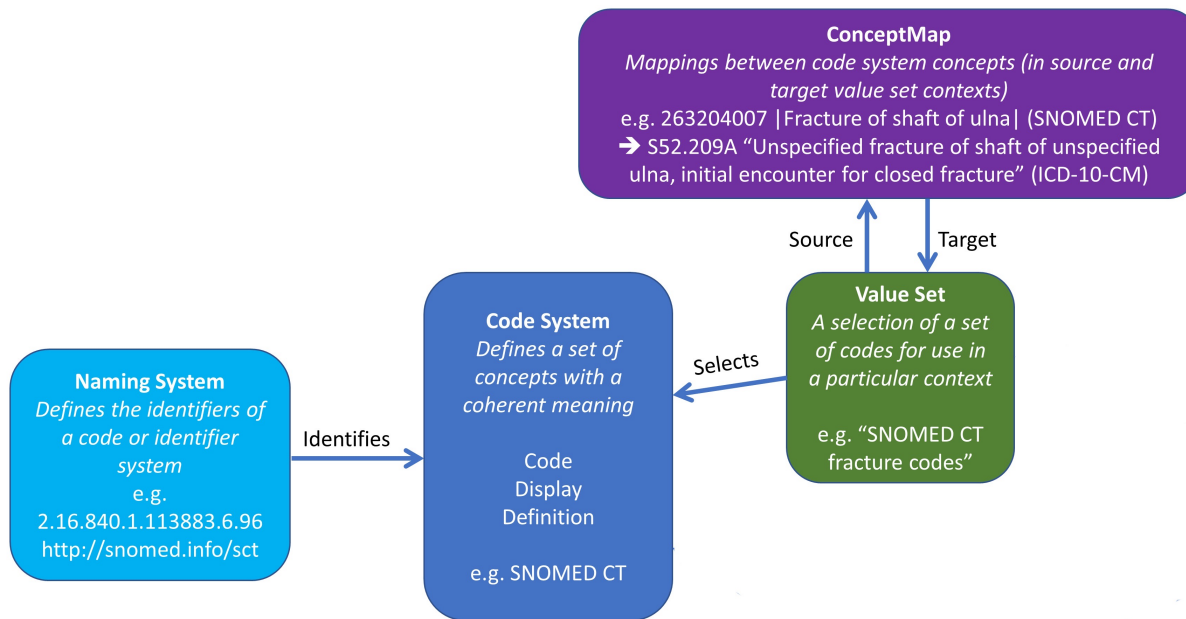 ConceptMap
Mappings between code system concepts (in source and
target value set contexts)
e.g. 263204007 |Fracture of shaft of ulna| (SNOMED CT)
➔ S52.209A “Unspecified fracture of shaft of unspecified
ulna, initial encounter for closed fracture” (ICD-10-CM)
Source
Target
Value Set
A selection of a set
of codes for use in
a particular context
e.g. “SNOMED CT
fracture codes”
Selects
Code System
Defines a set of
concepts with a
coherent meaning
Code
Display
Definition
e.g. SNOMED CT
Identifies
Naming System
Defines the identifiers of
a code or identifier
system
e.g.
2.16.840.1.113883.6.96
http://snomed.info/sct